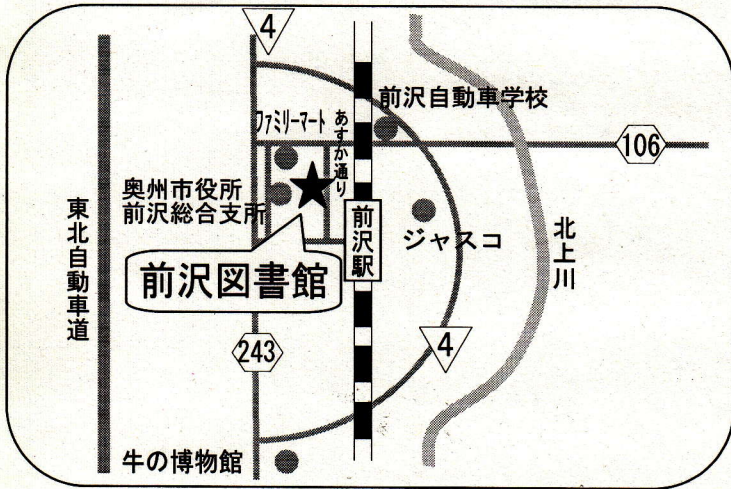 4
前沢自動車学校
ファミリーマート
あすか通り
106
奥州市役所
前沢総合支所
東北自動車道
前沢駅
ジャスコ
北上川
前沢図書館
243
4
牛の博物館